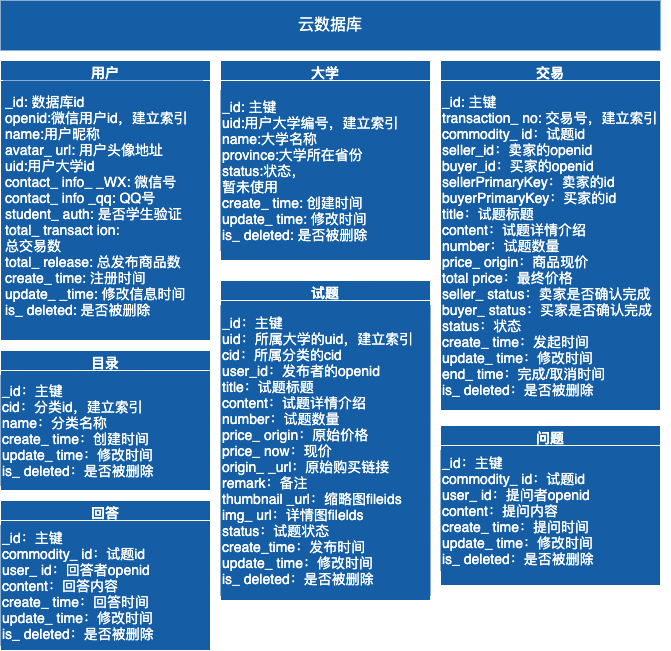 云数据库
用户
_id: 数据库id
openid:微信用户id，建立索引
name:用户昵称
avatar_ url: 用户头像地址
uid:用户大学id
contact_ info_ _WX: 微信号
contact_ info _qq: QQ号
student_ auth: 是否学生验证
total_ transact ion:
总交易数
total_ release: 总发布商品数
create_ time: 注册时间
update_ _time: 修改信息时间
is_ deleted: 是否被删除
目录
_id：主键
cid：分类id，建立索引
name：分类名称
create_ time：创建时间
update_ time：修改时间
is_ deleted：是否被删除
回答
_id：主键
commodity_ id：试题id
user_ id：回答者openid
content：回答内容
create_ time：回答时间
update_ time：修改时间
is_ deleted：是否被删除
大学
_id: 主键
uid:用户大学编号，建立索引
name:大学名称
province:大学所在省份
status:状态，
暂未使用
create_ time: 创建时间
update_ time: 修改时间
is_ deleted: 是否被删除
试题
_id：主键
uid：所属大学的uid，建立索引
cid：所属分类的cid
user_id：发布者的openid
title：试题标题
content：试题详情介绍
number：试题数量
price_ origin：原始价格
price_ now：现价
origin_ _url：原始购买链接
remark：备注
thumbnail _url：缩略图fileids
img_ url：详情图fileIds
status：试题状态
create_time：发布时间
update_ time：修改时间
is_ deleted：是否被删除
交易
_id: 主键
transaction_ no: 交易号，建立索引
commodity_ id：试题id
seller_id：卖家的openid
buyer_id：买家的openid
sellerPrimaryKey：卖家的id
buyerPrimaryKey：买家的id
title：试题标题
content：试题详情介绍
number：试题数量
price_ origin：商品现价
total price：最终价格
seller_ status：卖家是否确认完成
buyer_ status：买家是否确认完成
status：状态
create_ time：发起时间
update_ time：修改时间
end_ time：完成/取消时间
is_ deleted：是否被删除
问题
_id：主键
commodity_ id：试题id
user_ id：提问者openid
content：提问内容
create_ time：提问时间
update_ time：修改时间
is_ deleted：是否被删除